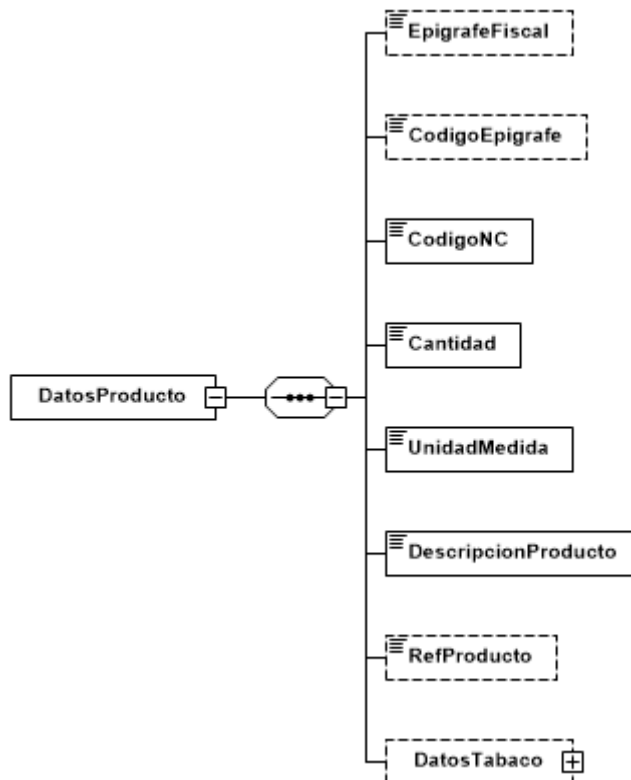 EpigrafeFiscal
CodigoEpigrafe
CodigoNC
Cantidad
DatosProducto
UnidadMedida
DescripcionProducto
RefProducto
DatosTabaco